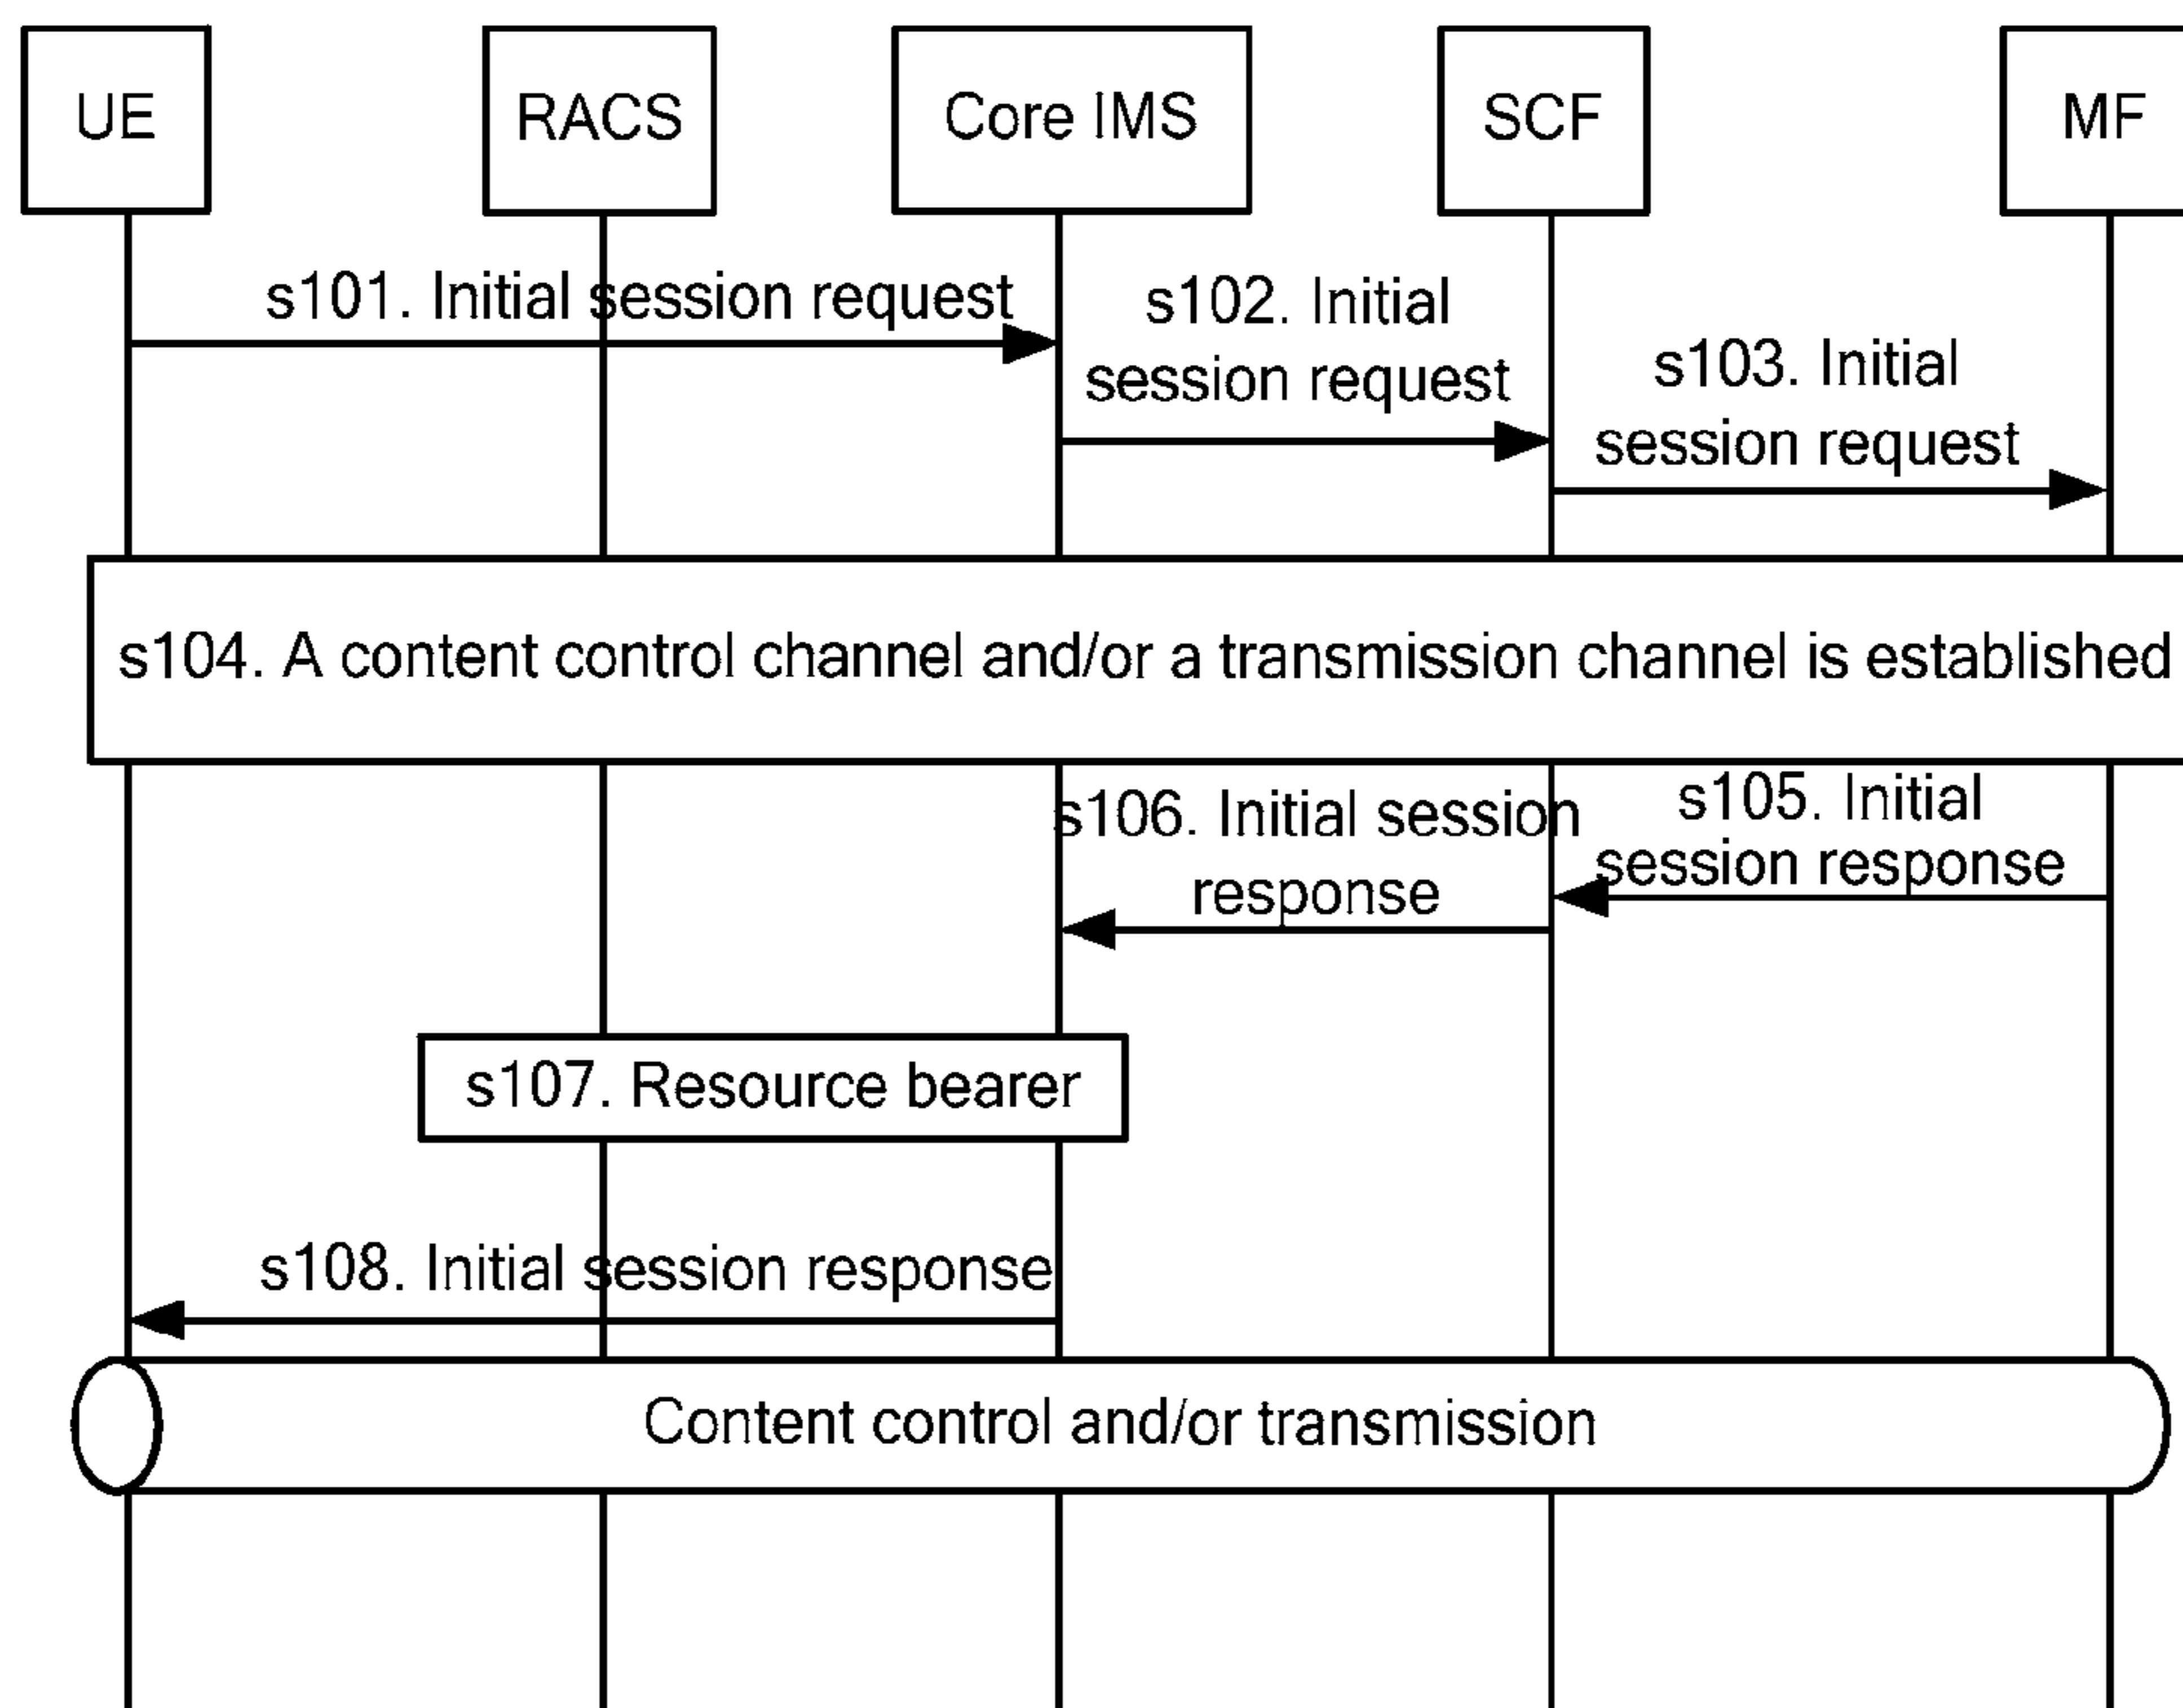 UE
RACS
Core IMS
SCF
MF
s101. Initial session request
s102. Initial
session request
s103. Initial
session request
s104. A content control channel and/or a transmission channel is established
s105. Initial
session response
s106. Initial session
response
s107. Resource bearer
s108. Initial session response
Content control and/or transmission